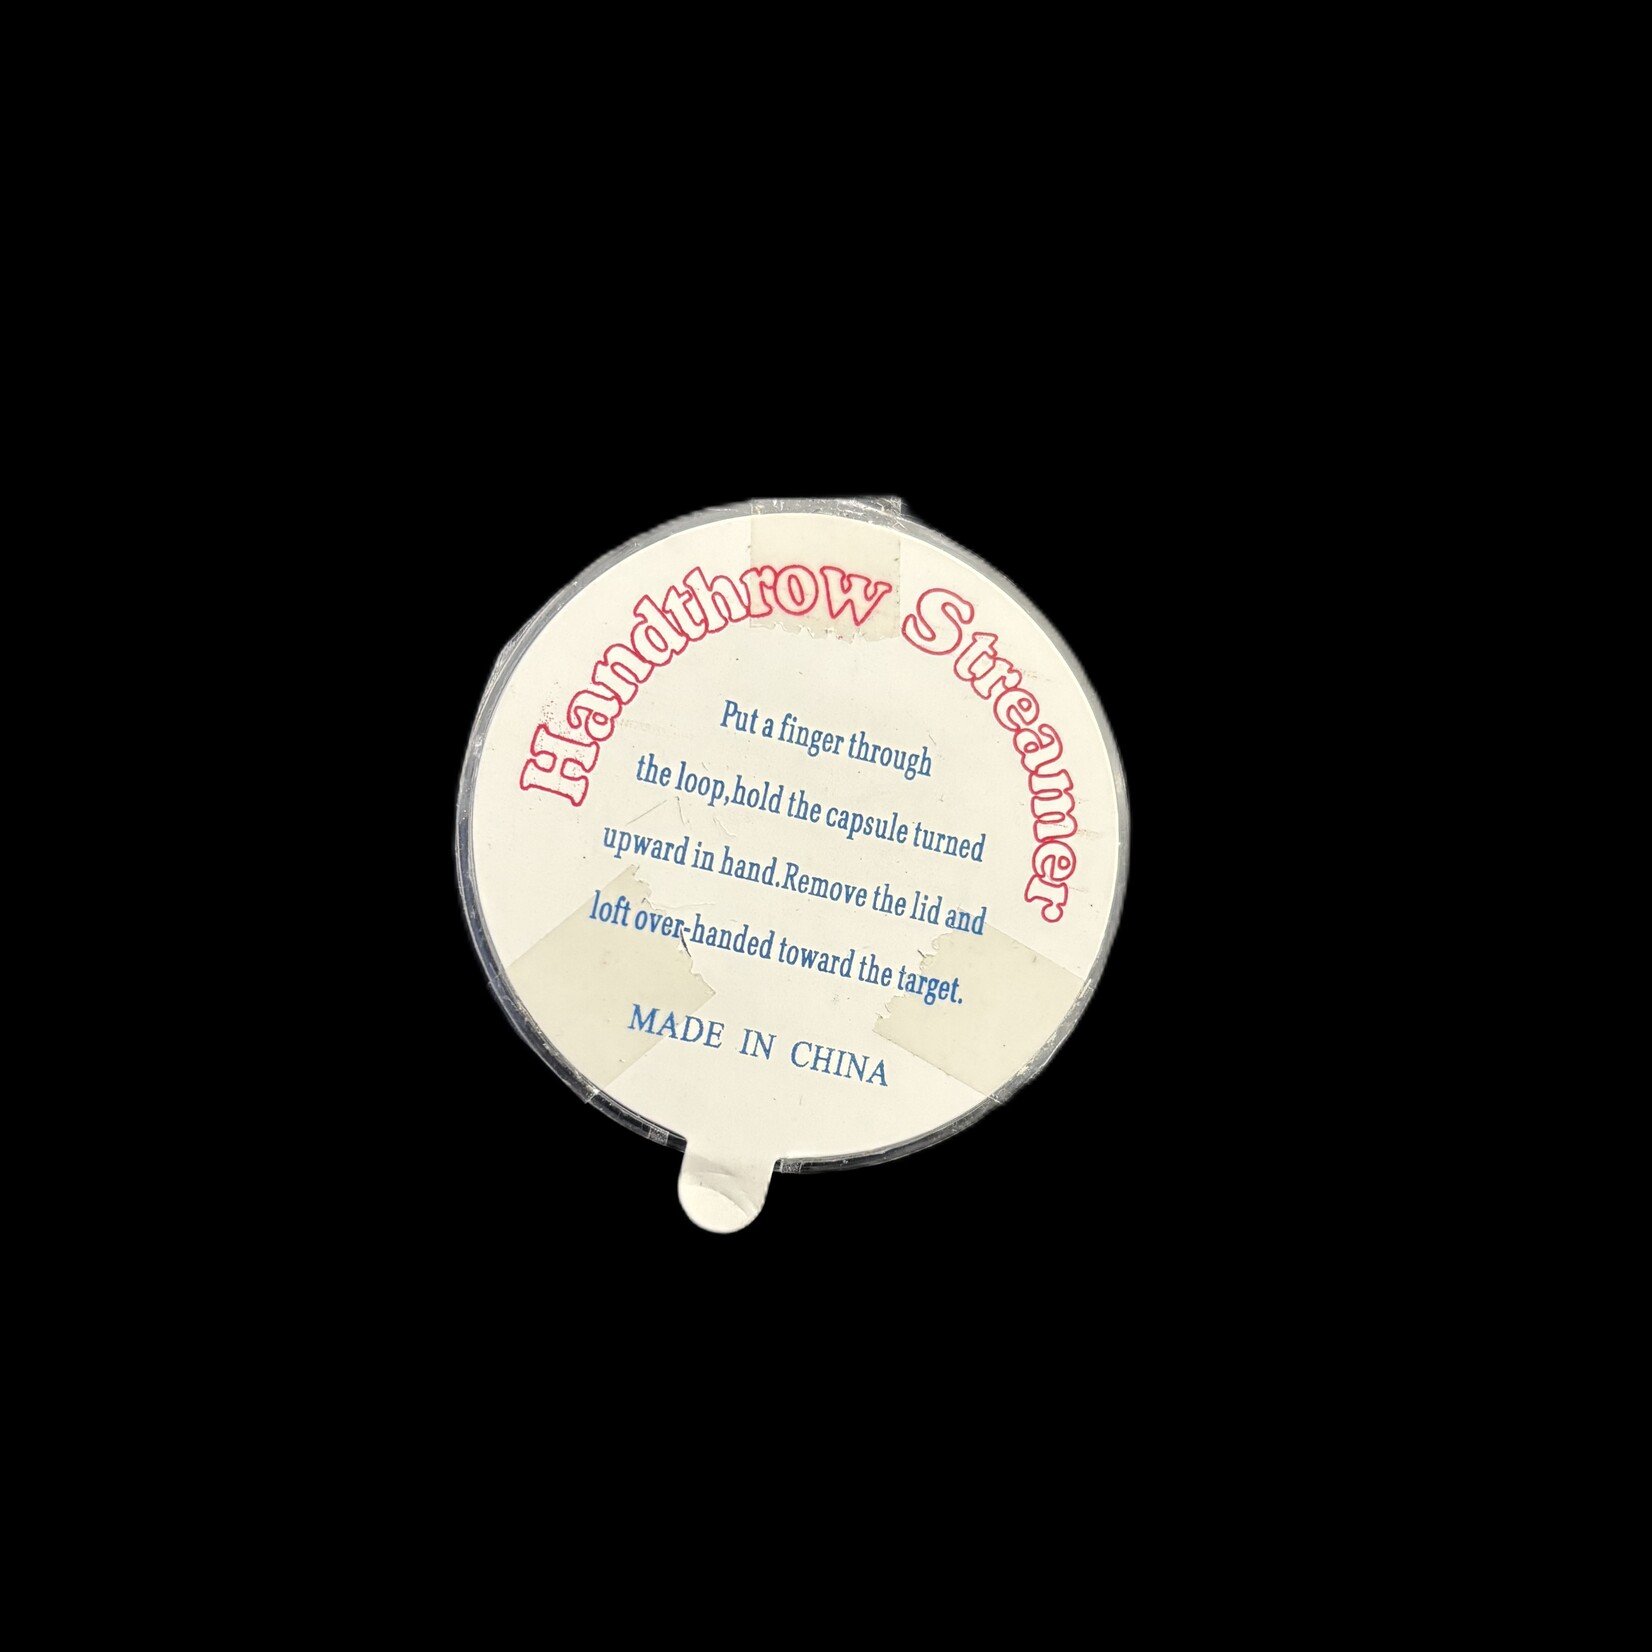 Handthrow Streamer
Put a finger through
the loop,hold the capsule turned
upward in hand.Remove the lid and
loft over-handed toward the target.
MADE IN CHINA